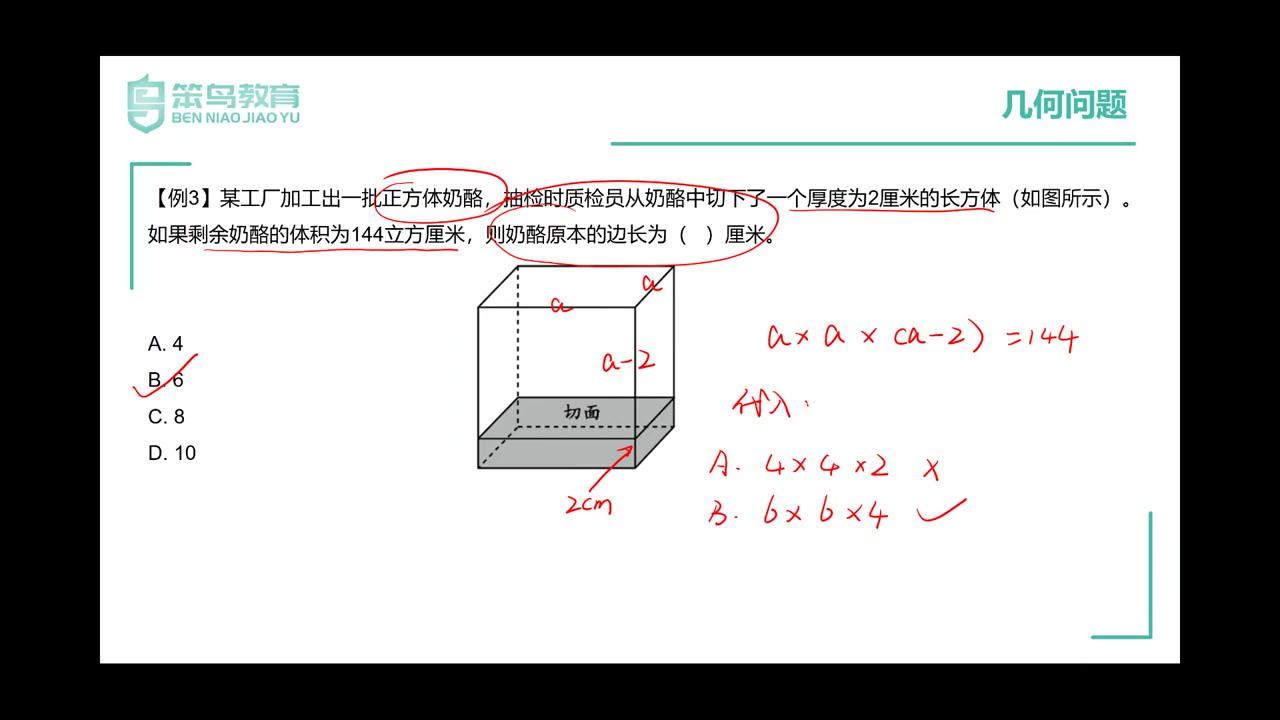 笨鸟教育
BEN NIAO JIAO YU
几何问题
【例3】某工厂加工出一批正方体奶酪，抽检时质检员从奶酪中切下了一个厚度为2厘米的长方体（如图所示）。
如果剩余奶酪的体积为144立方厘米，则奶酪原本的边长为（ ）厘米。
A. 4
B. 6
C. 8
D. 10
a
a
a-2
切面
2cm
a×a×(a-2)=144
代入：
A. 4×4×2 ×
B. 6×6×4 ✓